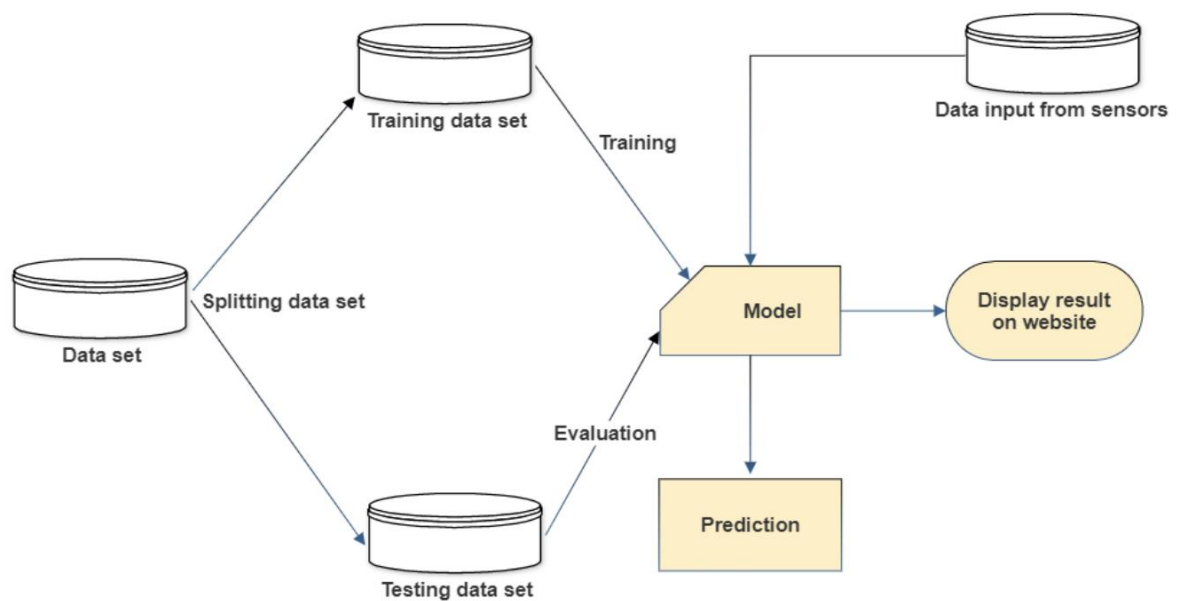 Training data set
Data input from sensors
Training
Splitting data set
Data set
Model
Display result
on website
Evaluation
Prediction
Testing data set